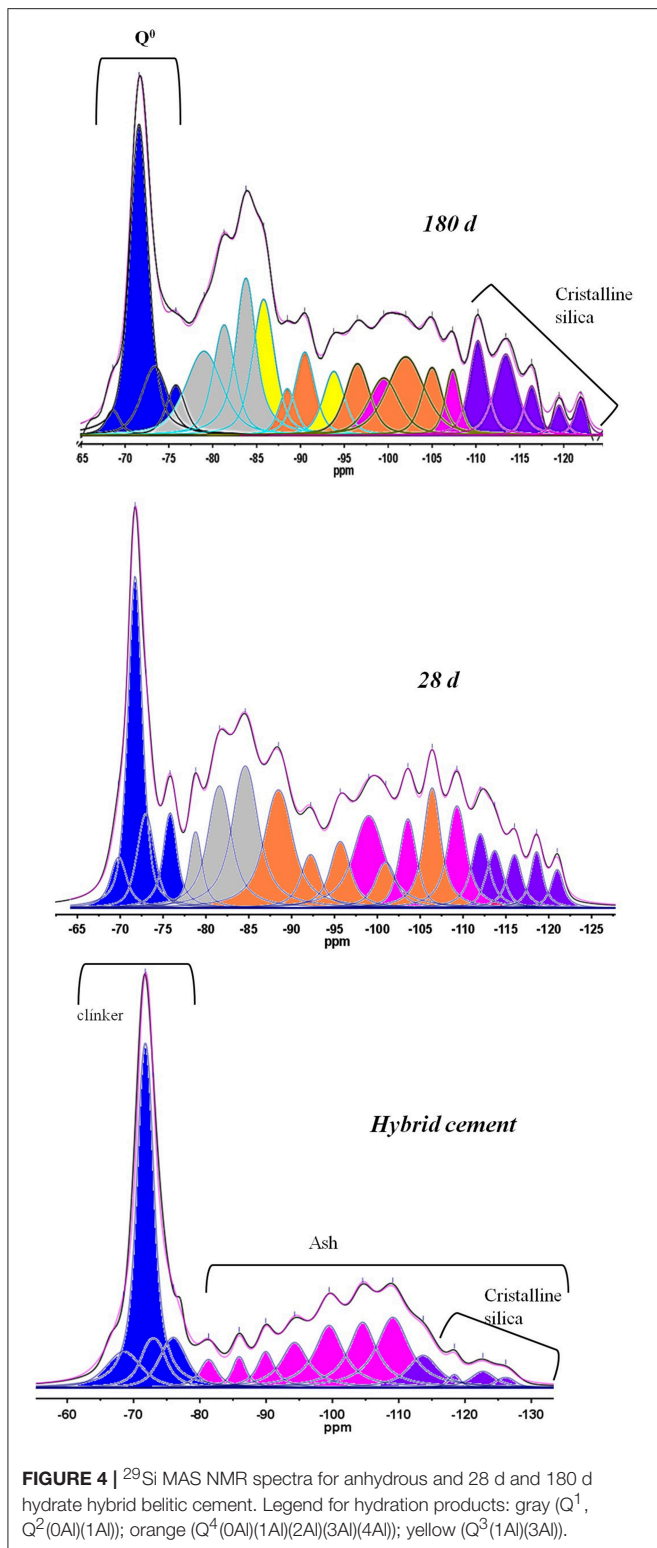 Q⁰
180 d
Cristalline
silica
65 -70 -75 -80 -85 -90 -95 -100 -105 -110 -115 -120
ppm
28 d
-65 -70 -75 -80 -85 -90 -95 -100 -105 -110 -115 -120 -125
ppm
clínker
Hybrid cement
Ash
Cristalline
silica
-60 -70 -80 -90 -100 -110 -120 -130
ppm
FIGURE 4 | ²⁹Si MAS NMR spectra for anhydrous and 28 d and 180 d
hydrate hybrid belitic cement. Legend for hydration products: gray (Q¹,
Q²(0Al)(1Al)); orange (Q⁴(0Al)(1Al)(2Al)(3Al)(4Al)); yellow (Q³(1Al)(3Al)).